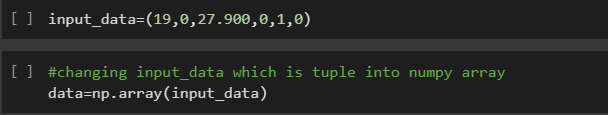 [ ] input_data=(19,0,27.900,0,1,0)
[ ] #changing input_data which is tuple into numpy array
data=np.array(input_data)